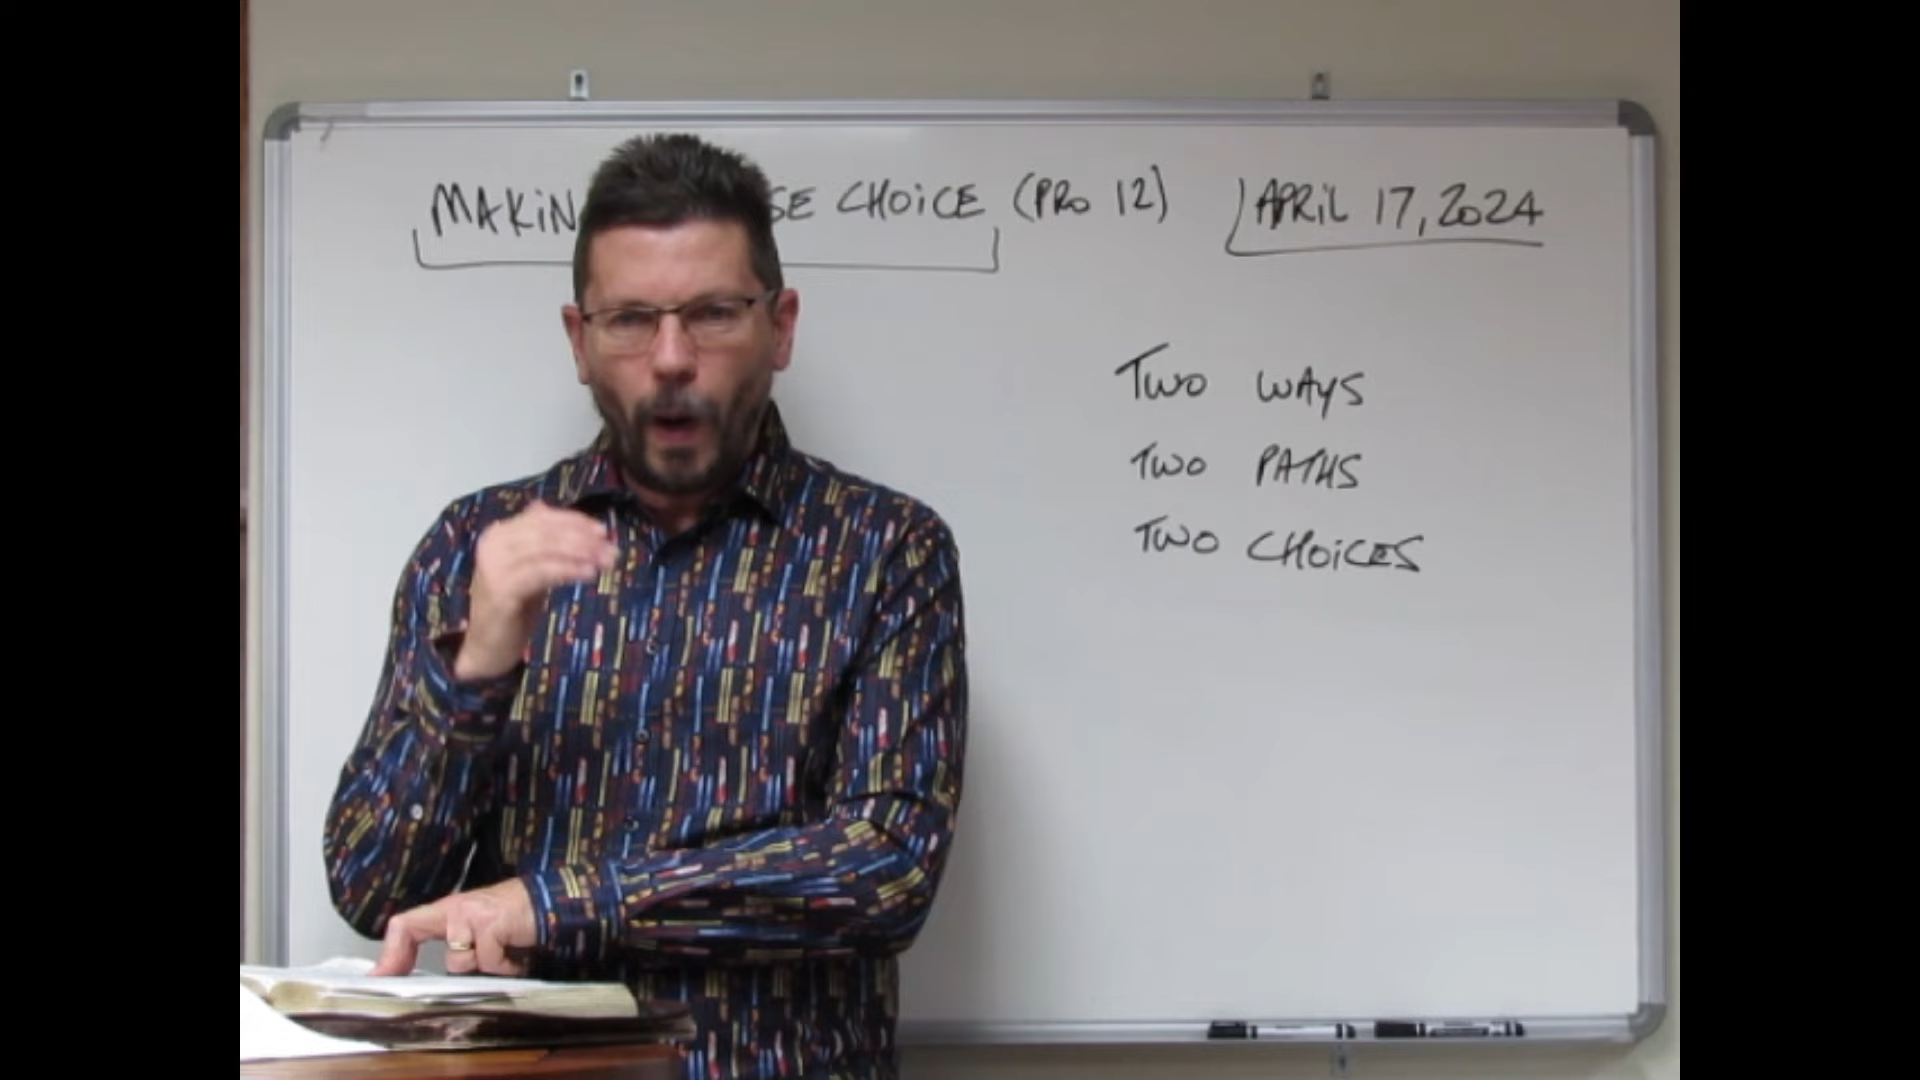 MAKIN SE CHOICE (PRO 12) APRIL 17, 2024
TWO WAYS
TWO PATHS
TWO CHOICES